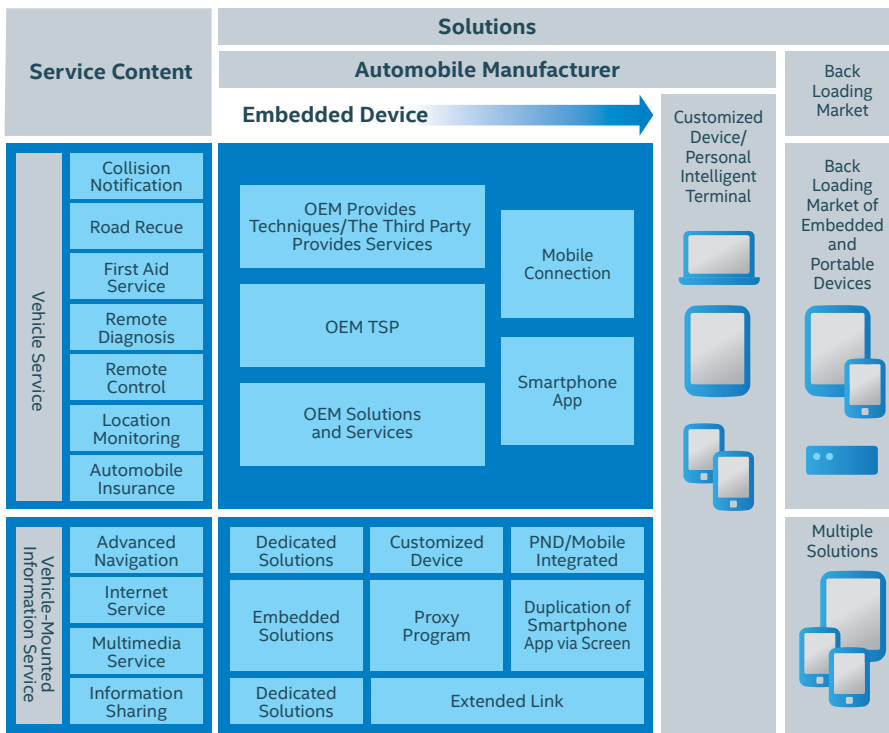 Service Content
Solutions
Automobile Manufacturer
Embedded Device
Customized
Device/
Personal
Intelligent
Terminal
Back
Loading
Market
Vehicle Service
Collision
Notification
Road Recue
First Aid
Service
Remote
Diagnosis
Remote
Control
Location
Monitoring
Automobile
Insurance
OEM Provides
Techniques/The Third Party
Provides Services
OEM TSP
OEM Solutions
and Services
Mobile
Connection
Smartphone
App
Back
Loading
Market of
Embedded
and
Portable
Devices
Vehicle-Mounted
Information Service
Advanced
Navigation
Internet
Service
Multimedia
Service
Information
Sharing
Dedicated
Solutions
Customized
Device
PND/Mobile
Integrated
Embedded
Solutions
Proxy
Program
Duplication of
Smartphone
App via Screen
Dedicated
Solutions
Extended Link
Multiple
Solutions